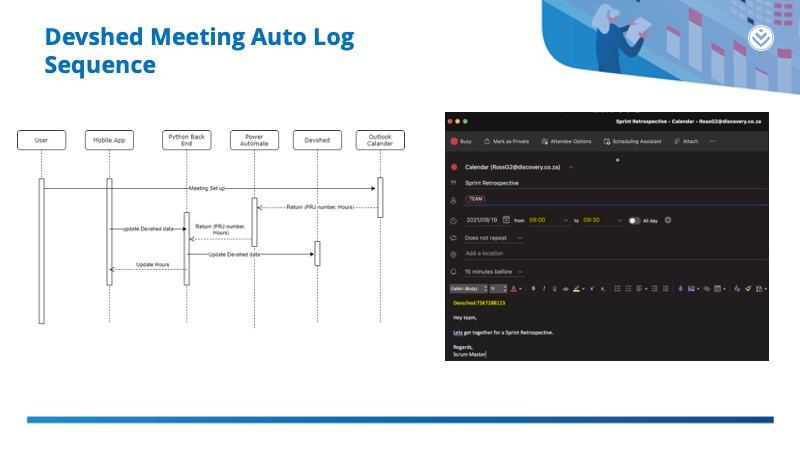 Devshed Meeting Auto Log
Sequence
User
Mobile App
Python Back
End
Power
Automate
Devshed
Outlook
Calander
Meeting Set up
Return (PRJ number, Hours)
update Devshed data
Return (PRJ number,
Hours)
Update Devshed data
Update Hours
Sprint Retrospective • Calendar • RossG2@discovery.co.za
Busy
Mark as Private
Attendee Options
Scheduling Assistant
Attach
Calendar (RossG2@discovery.co.za)
Sprint Retrospective
TEAM
2021/09/19 from 09:00 to 09:30 All day
Does not repeat
Add a location
15 minutes before
Calibri (Body) 11 A B I U ab
Devsched:TSK7288123
Hey team,
Lets get together for a Sprint Retrospective.
Regards,
Scrum Master